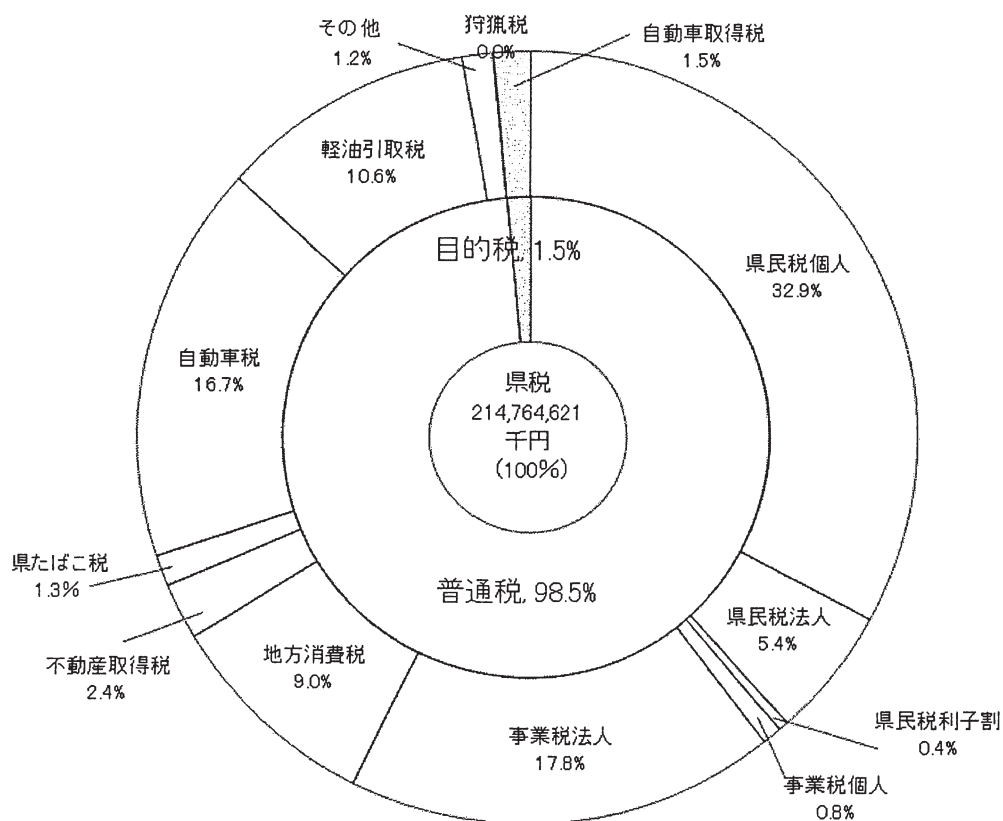 その他
1.2%
狩猟税
0.0%
自動車取得税
1.5%
軽油引取税
10.6%
目的税, 1.5%
県民税個人
32.9%
自動車税
16.7%
県税
214,764,621
千円
(100%)
県たばこ税
1.3%
普通税, 98.5%
県民税法人
5.4%
不動産取得税
2.4%
地方消費税
9.0%
事業税法人
17.8%
県民税利子割
0.4%
事業税個人
0.8%